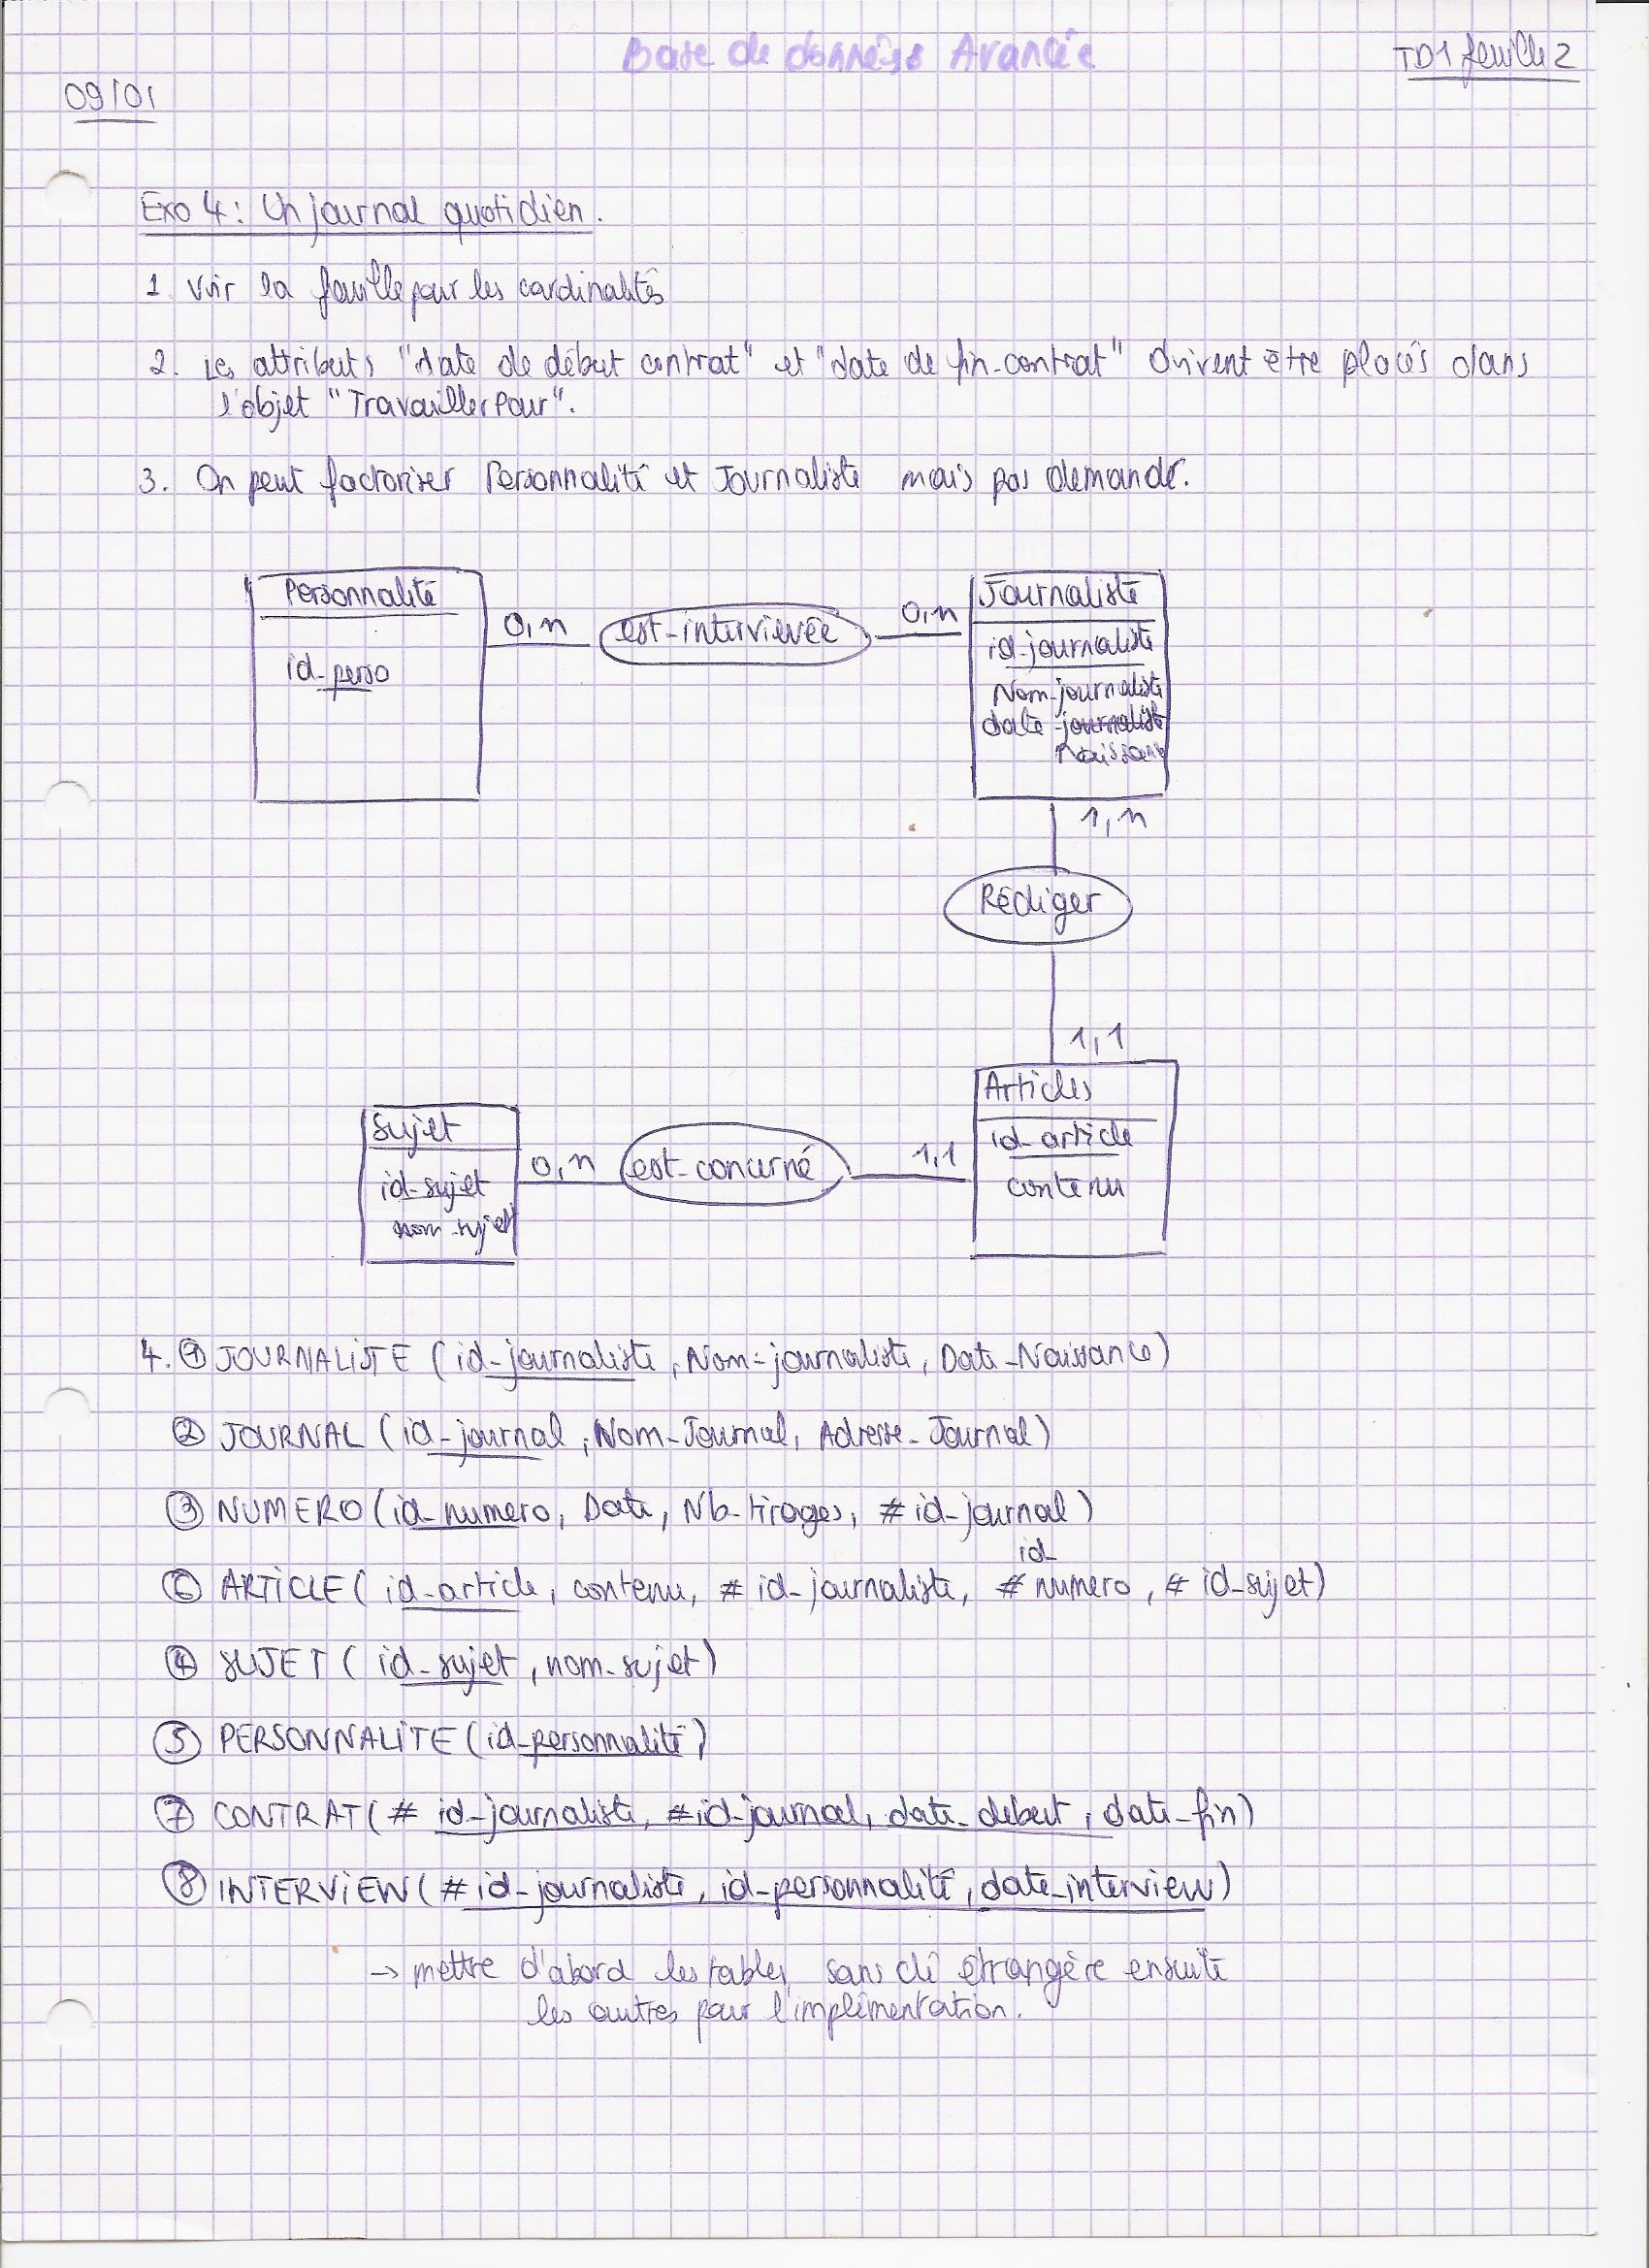 Base de données Avancée
TD1 feuille 2
09/01
Exo 4 : Un journal quotidien.
1. Voir la feuille pour les cardinalités
2. Les attributs "date de début contrat" et "date de fin-contrat" doivent être placés dans
l'objet "Travailler Pour".
3. On peut factoriser Personnalité et Journaliste mais pas demandé.
Personnalité
id-perso
0,n
est-interviewée
0,n
Journaliste
id-journaliste
Nom-journaliste
date-journaliste
Naissance
1,n
Rédiger
1,1
Articles
id-article
contenu
Sujet
id-sujet
nom-sujet
0,n
est-concerné
1,1
4. ① JOURNALISTE (id-journaliste, Nom-journaliste, Date-Naissance)
② JOURNAL (id-journal, Nom-Journal, Adresse-Journal)
③ NUMERO (id-numero, Date, Nb-tirages, # id-journal)
id-
⑥ ARTICLE (id-article, contenu, # id-journaliste, # numero, # id-sujet)
④ SUJET (id-sujet, nom-sujet)
⑤ PERSONNALITE (id-personnalité)
⑦ CONTRAT (# id-journaliste, #id-journal, date-debut, date-fin)
⑧ INTERVIEW (# id-journaliste, id-personnalité, date-interview)
→ mettre d'abord les tables sans clé étrangère ensuite
les autres pour l'implémentation.